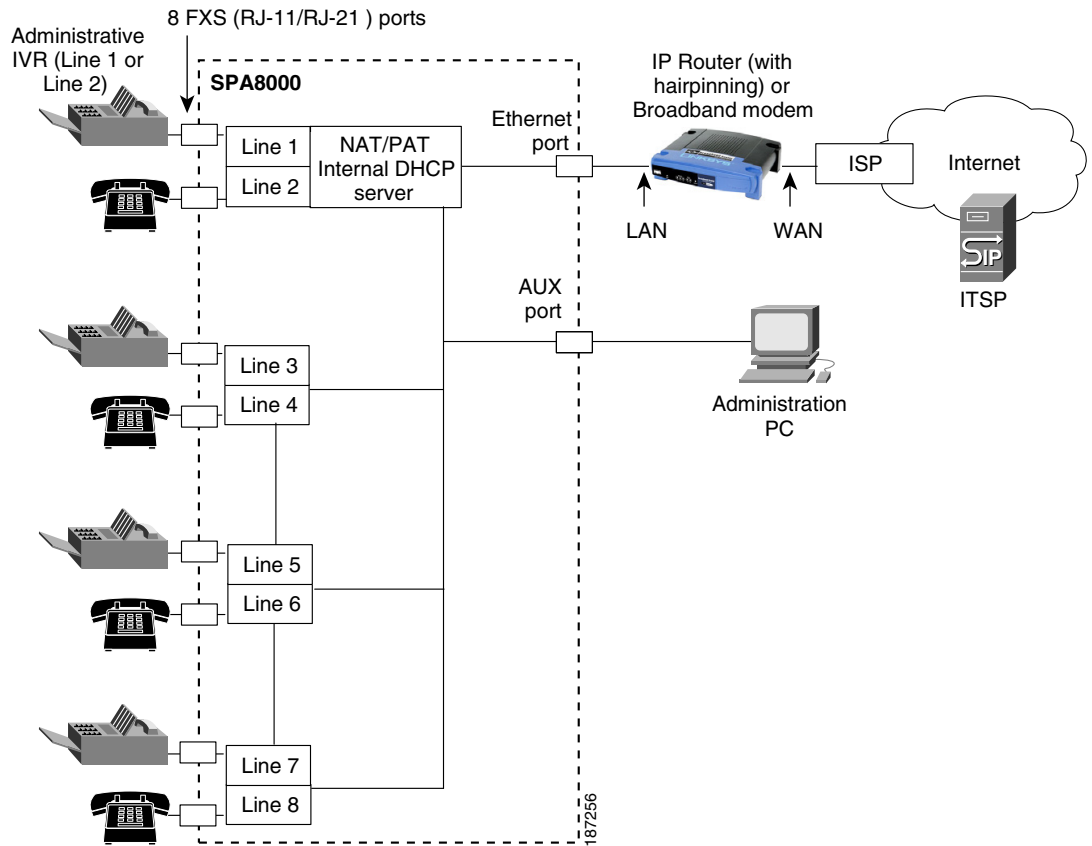 8 FXS (RJ-11/RJ-21 ) ports
Administrative
IVR (Line 1 or
Line 2)
SPA8000
Line 1
Line 2
NAT/PAT
Internal DHCP
server
Ethernet
port
IP Router (with
hairpinning) or
Broadband modem
LAN
WAN
ISP
Internet
SIP
ITSP
AUX
port
Administration
PC
Line 3
Line 4
Line 5
Line 6
Line 7
Line 8
187256